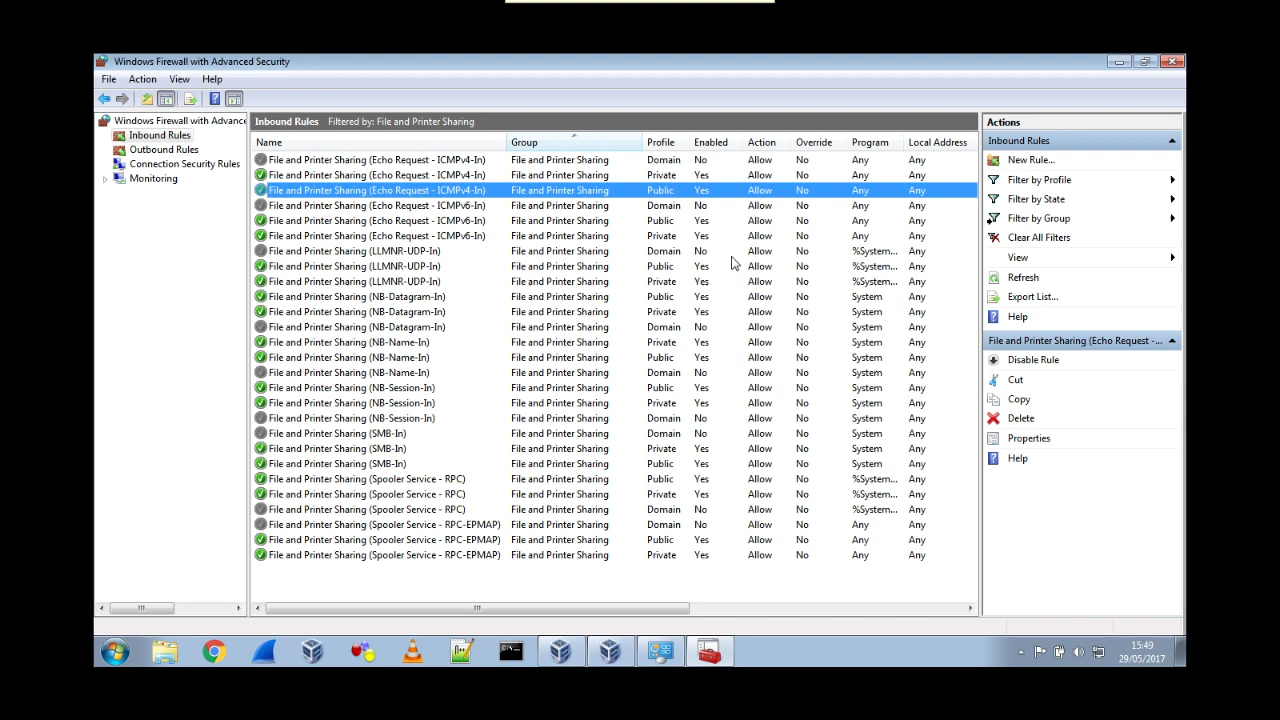 Windows Firewall with Advanced Security
File Action View Help
Windows Firewall with Advance
Inbound Rules
Outbound Rules
Connection Security Rules
Monitoring
Inbound Rules Filtered by: File and Printer Sharing
Name Group Profile Enabled Action Override Program Local Address
File and Printer Sharing (Echo Request - ICMPv4-In) File and Printer Sharing Domain No Allow No Any Any
File and Printer Sharing (Echo Request - ICMPv4-In) File and Printer Sharing Private Yes Allow No Any Any
File and Printer Sharing (Echo Request - ICMPv4-In) File and Printer Sharing Public Yes Allow No Any Any
File and Printer Sharing (Echo Request - ICMPv6-In) File and Printer Sharing Domain No Allow No Any Any
File and Printer Sharing (Echo Request - ICMPv6-In) File and Printer Sharing Public Yes Allow No Any Any
File and Printer Sharing (Echo Request - ICMPv6-In) File and Printer Sharing Private Yes Allow No Any Any
File and Printer Sharing (LLMNR-UDP-In) File and Printer Sharing Domain No Allow No %System... Any
File and Printer Sharing (LLMNR-UDP-In) File and Printer Sharing Public Yes Allow No %System... Any
File and Printer Sharing (LLMNR-UDP-In) File and Printer Sharing Private Yes Allow No %System... Any
File and Printer Sharing (NB-Datagram-In) File and Printer Sharing Public Yes Allow No System Any
File and Printer Sharing (NB-Datagram-In) File and Printer Sharing Private Yes Allow No System Any
File and Printer Sharing (NB-Datagram-In) File and Printer Sharing Domain No Allow No System Any
File and Printer Sharing (NB-Name-In) File and Printer Sharing Private Yes Allow No System Any
File and Printer Sharing (NB-Name-In) File and Printer Sharing Public Yes Allow No System Any
File and Printer Sharing (NB-Name-In) File and Printer Sharing Domain No Allow No System Any
File and Printer Sharing (NB-Session-In) File and Printer Sharing Public Yes Allow No System Any
File and Printer Sharing (NB-Session-In) File and Printer Sharing Private Yes Allow No System Any
File and Printer Sharing (NB-Session-In) File and Printer Sharing Domain No Allow No System Any
File and Printer Sharing (SMB-In) File and Printer Sharing Domain No Allow No System Any
File and Printer Sharing (SMB-In) File and Printer Sharing Private Yes Allow No System Any
File and Printer Sharing (SMB-In) File and Printer Sharing Public Yes Allow No System Any
File and Printer Sharing (Spooler Service - RPC) File and Printer Sharing Public Yes Allow No %System... Any
File and Printer Sharing (Spooler Service - RPC) File and Printer Sharing Private Yes Allow No %System... Any
File and Printer Sharing (Spooler Service - RPC) File and Printer Sharing Domain No Allow No %System... Any
File and Printer Sharing (Spooler Service - RPC-EPMAP) File and Printer Sharing Domain No Allow No Any Any
File and Printer Sharing (Spooler Service - RPC-EPMAP) File and Printer Sharing Public Yes Allow No Any Any
File and Printer Sharing (Spooler Service - RPC-EPMAP) File and Printer Sharing Private Yes Allow No Any Any
Actions
Inbound Rules
New Rule...
Filter by Profile
Filter by State
Filter by Group
Clear All Filters
View
Refresh
Export List...
Help
File and Printer Sharing (Echo Request -...
Disable Rule
Cut
Copy
Delete
Properties
Help
15:49
29/05/2017